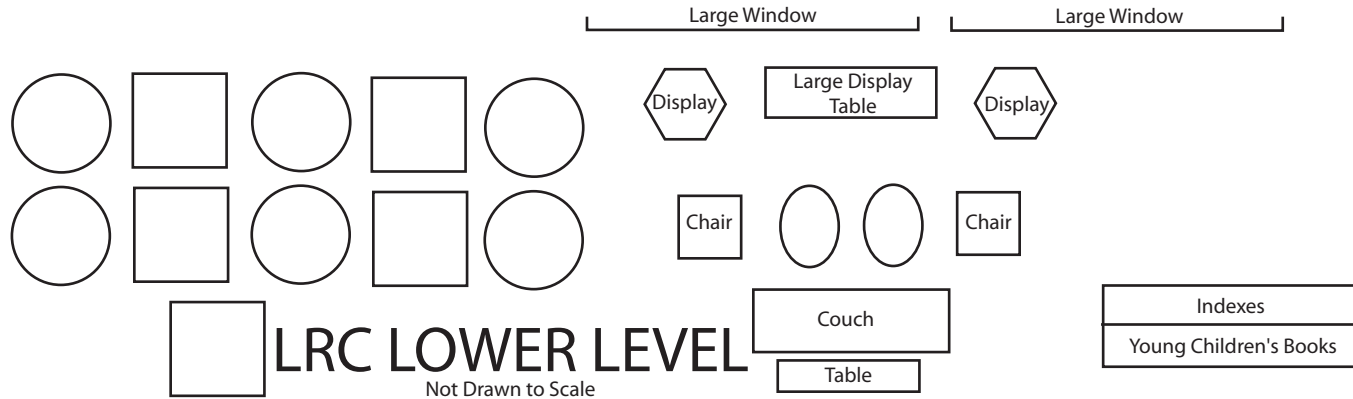 Large Window
Large Window
Display
Large Display
Table
Display
Chair
Chair
Indexes
Couch
LRC LOWER LEVEL
Young Children's Books
Table
Not Drawn to Scale